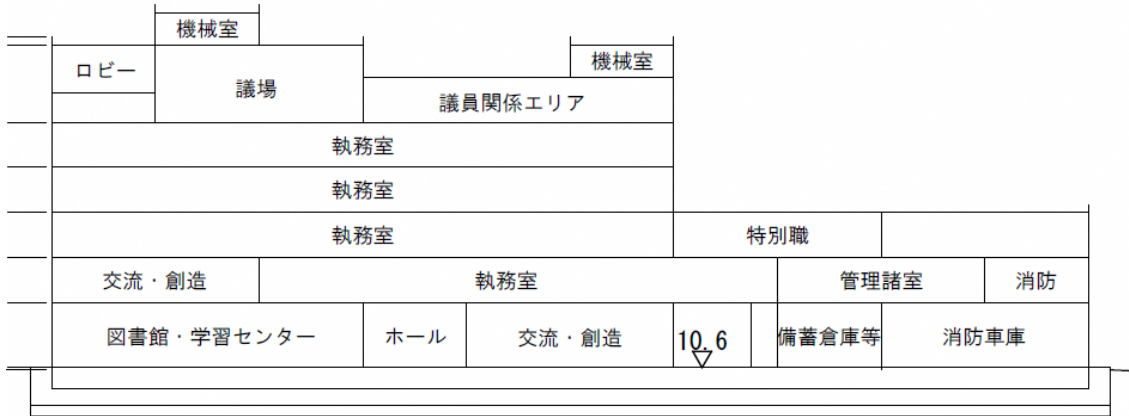 機械室
ロビー
議場
機械室
議員関係エリア
執務室
執務室
執務室
特別職
交流・創造
執務室
管理諸室
消防
図書館・学習センター
ホール
交流・創造
10.6
備蓄倉庫等
消防車庫